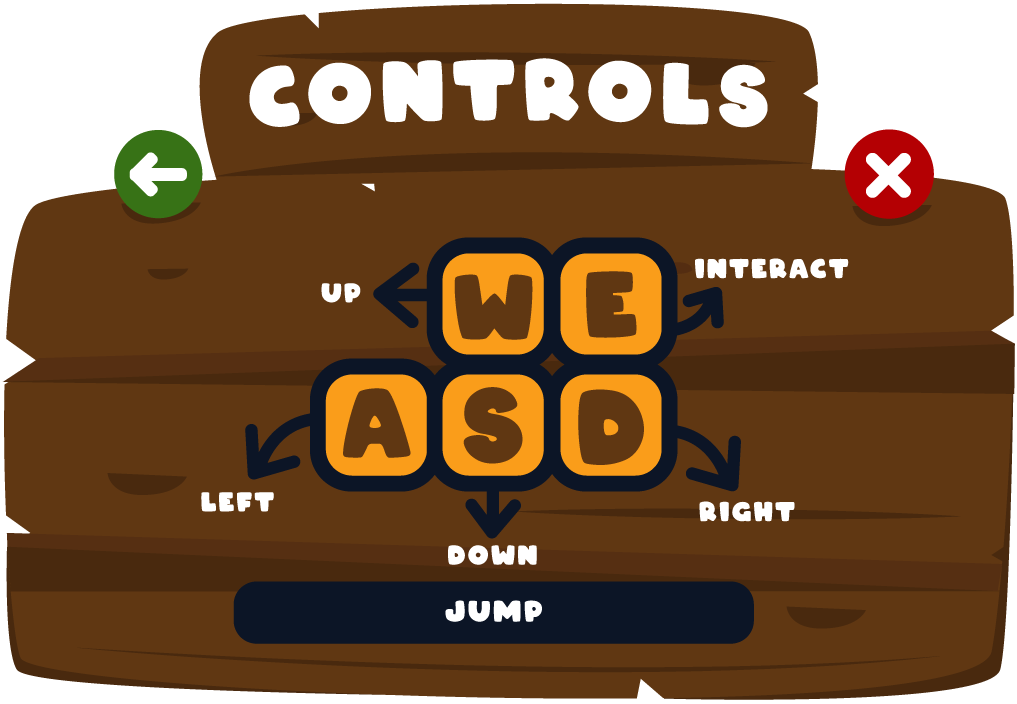 CONTROLS
INTERACT
UP
W E
A S D
LEFT
RIGHT
DOWN
JUMP